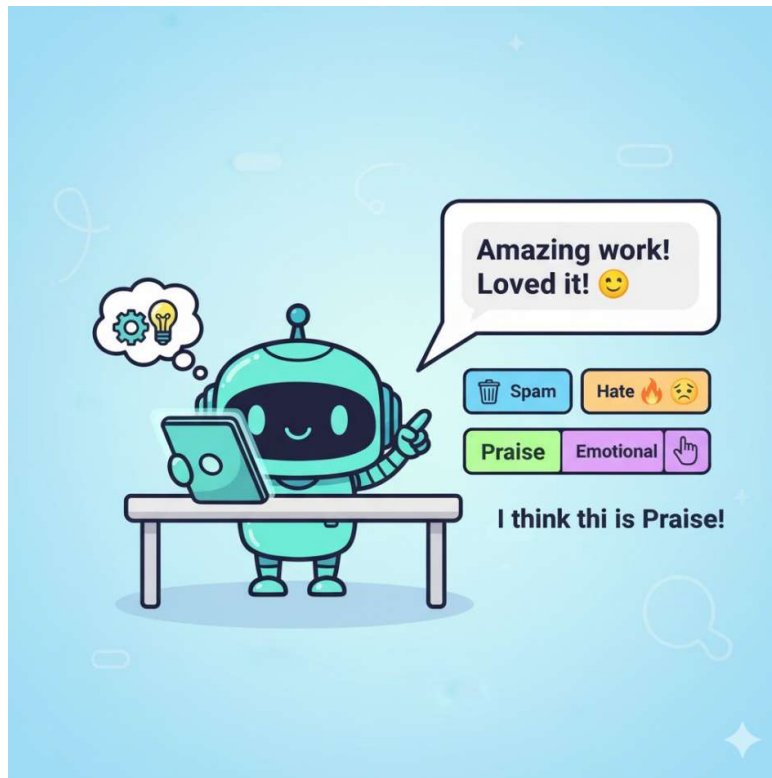 Amazing work!
Loved it! 😊
Spam
Hate 🔥 😟
Praise Emotional
I think thi is Praise!